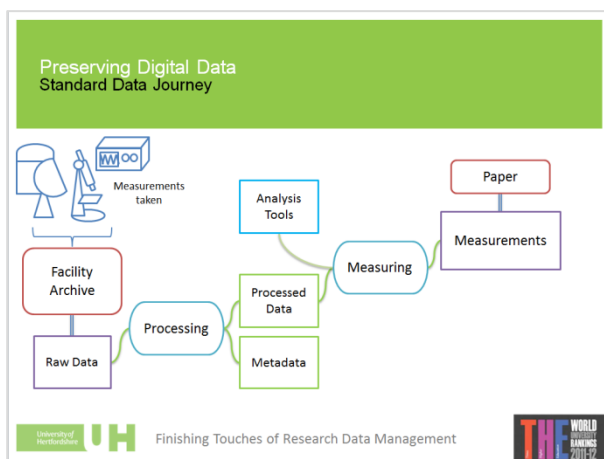 Preserving Digital Data
Standard Data Journey
Measurements
taken
Facility
Archive
Raw Data
Processing
Analysis
Tools
Processed
Data
Metadata
Measuring
Paper
Measurements
University of
Hertfordshire
UH
Finishing Touches of Research Data Management
THE
WORLD
UNIVERSITY
RANKINGS
2011-12